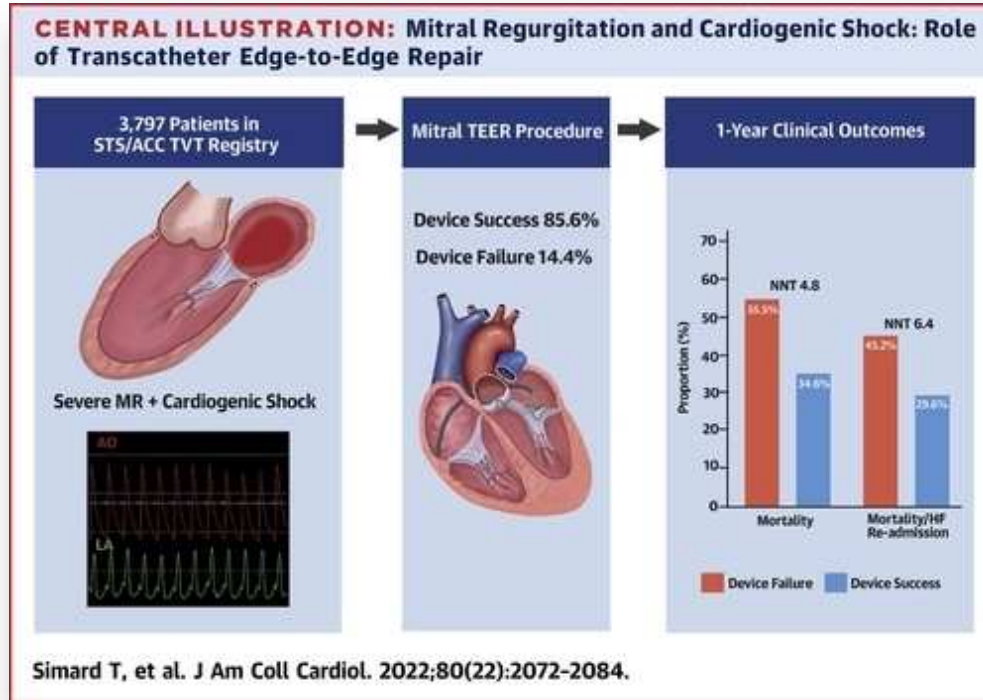 CENTRAL ILLUSTRATION: Mitral Regurgitation and Cardiogenic Shock: Role
of Transcatheter Edge-to-Edge Repair
3,797 Patients in
STS/ACC TVT Registry
Severe MR + Cardiogenic Shock
AO
LA
Mitral TEER Procedure
Device Success 85.6%
Device Failure 14.4%
1-Year Clinical Outcomes
Proportion (%)
70
60
50
40
30
20
10
0
NNT 4.8
55.5%
34.6%
NNT 6.4
45.2%
29.6%
Mortality
Mortality/HF
Re-admission
Device Failure
Device Success
Simard T, et al. J Am Coll Cardiol. 2022;80(22):2072–2084.